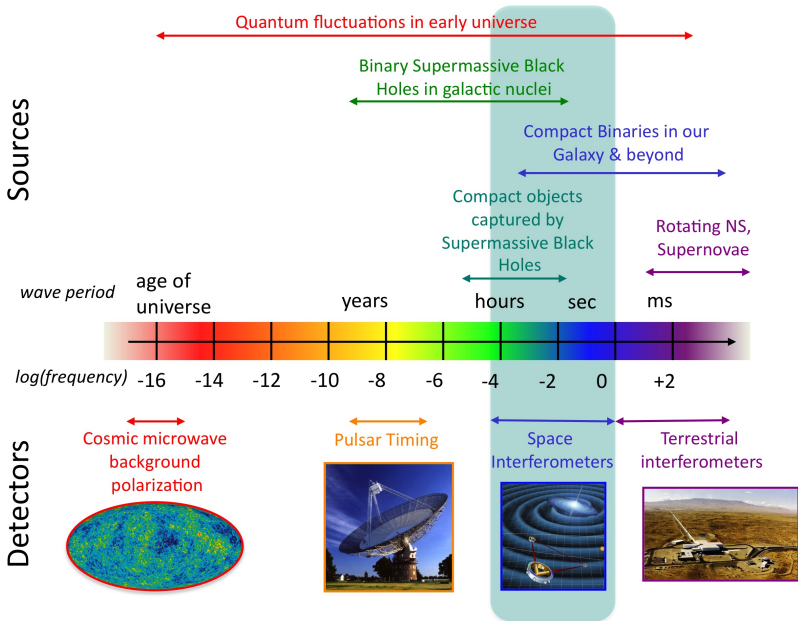 Quantum fluctuations in early universe
Binary Supermassive Black
Holes in galactic nuclei
Compact Binaries in our
Galaxy & beyond
Compact objects
captured by
Supermassive Black
Holes
Rotating NS,
Supernovae
Sources
wave period
age of
universe
years
hours
sec
ms
log(frequency)
-16
-14
-12
-10
-8
-6
-4
-2
0
+2
Detectors
Cosmic microwave
background
polarization
Pulsar Timing
Space
Interferometers
Terrestrial
interferometers